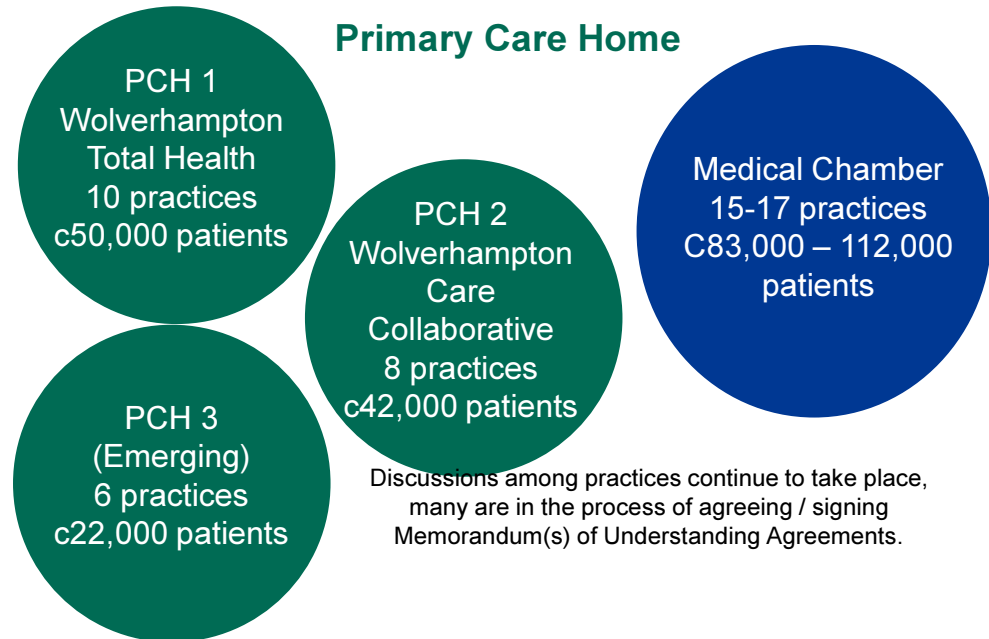 Primary Care Home
PCH 1
Wolverhampton
Total Health
10 practices
c50,000 patients
PCH 2
Wolverhampton
Care
Collaborative
8 practices
c42,000 patients
Medical Chamber
15-17 practices
C83,000 – 112,000
patients
PCH 3
(Emerging)
6 practices
c22,000 patients
Discussions among practices continue to take place,
many are in the process of agreeing / signing
Memorandum(s) of Understanding Agreements.